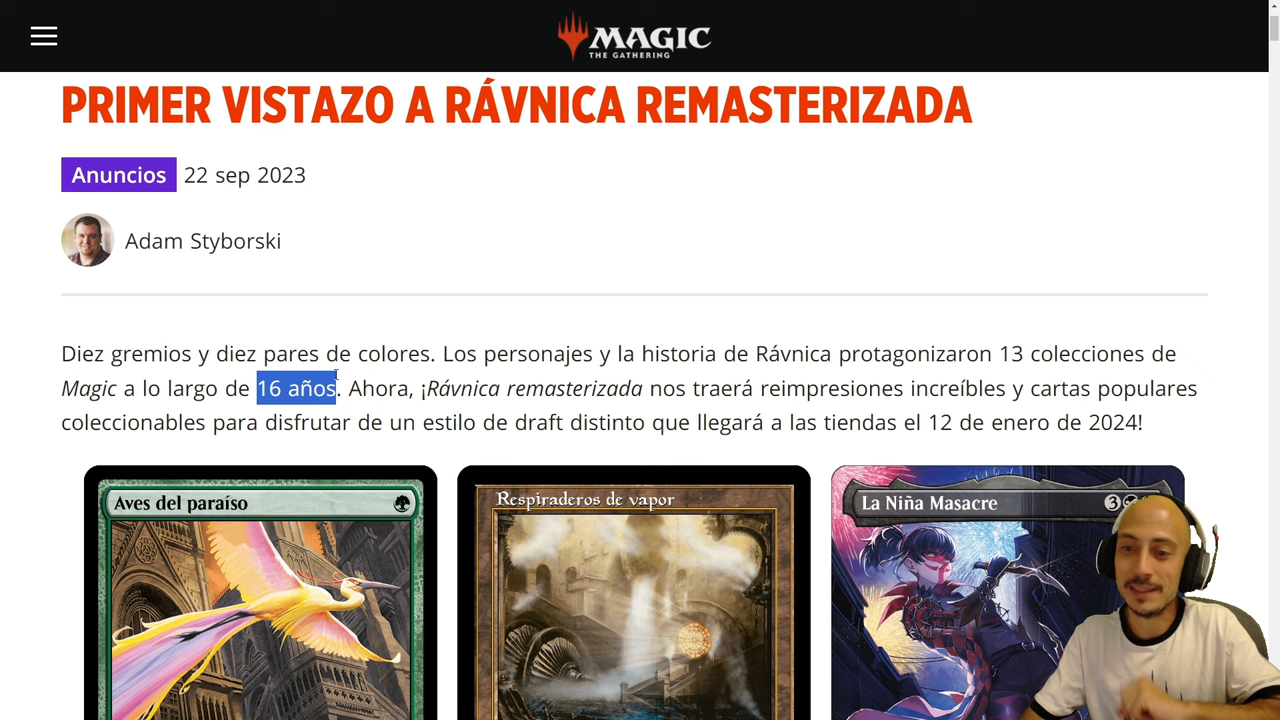 MAGIC
THE GATHERING
PRIMER VISTAZO A RÁVNICA REMASTERIZADA
Anuncios 22 sep 2023
Adam Styborski
Diez gremios y diez pares de colores. Los personajes y la historia de Rávnica protagonizaron 13 colecciones de
Magic a lo largo de 16 años. Ahora, ¡Rávnica remasterizada nos traerá reimpresiones increíbles y cartas populares
coleccionables para disfrutar de un estilo de draft distinto que llegará a las tiendas el 12 de enero de 2024!
Aves del paraíso
Respiraderos de vapor
La Niña Masacre 3